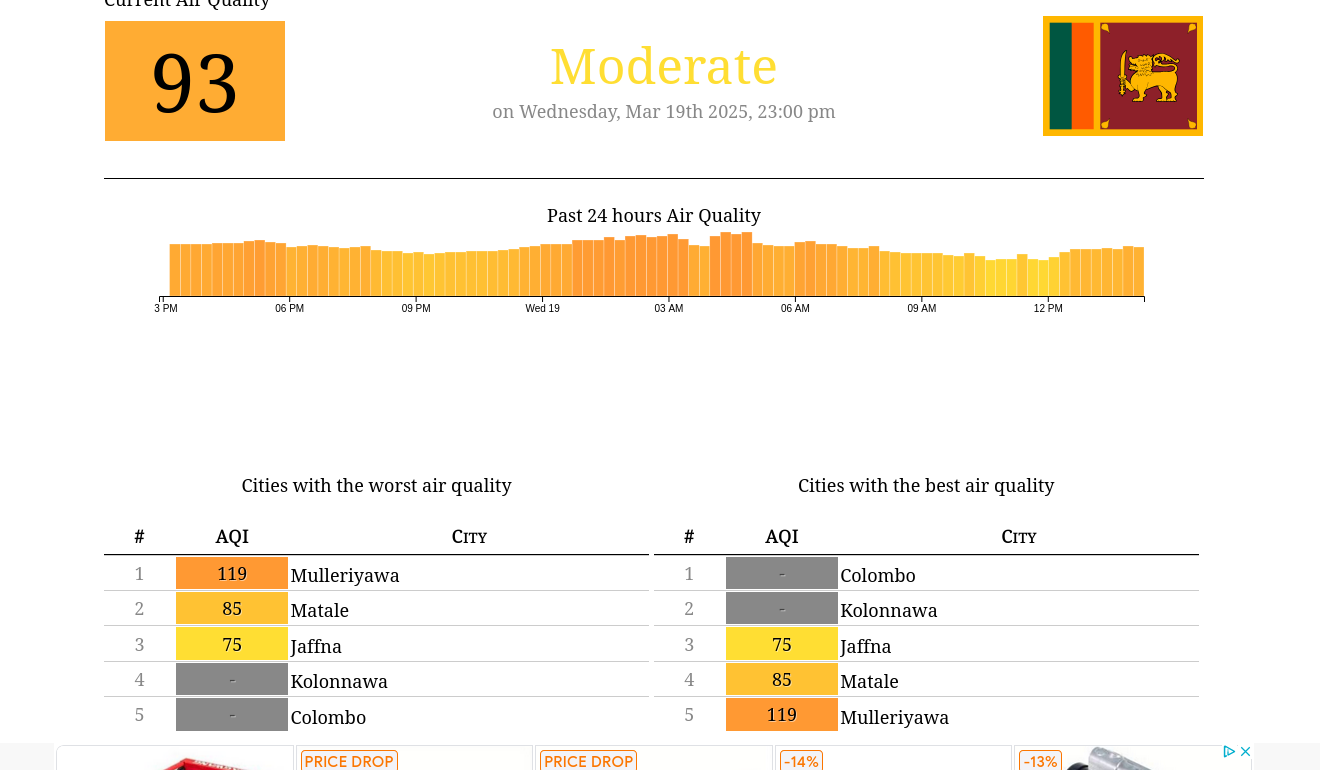 Current Air Quality
93
Moderate
on Wednesday, Mar 19th 2025, 23:00 pm
Past 24 hours Air Quality
3 PM 06 PM 09 PM Wed 19 03 AM 06 AM 09 AM 12 PM
Cities with the worst air quality
# AQI City
1 119 Mulleriyawa
2 85 Matale
3 75 Jaffna
4 - Kolonnawa
5 - Colombo
Cities with the best air quality
# AQI City
1 - Colombo
2 - Kolonnawa
3 75 Jaffna
4 85 Matale
5 119 Mulleriyawa
PRICE DROP
PRICE DROP
-14%
-13%